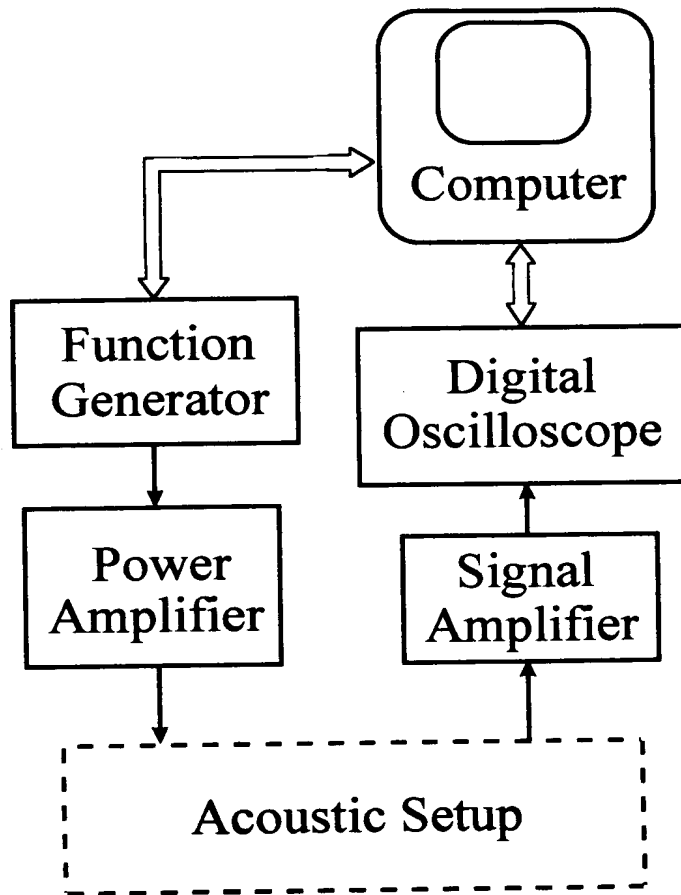 Computer
Function
Generator
Digital
Oscilloscope
Power
Amplifier
Signal
Amplifier
Acoustic Setup